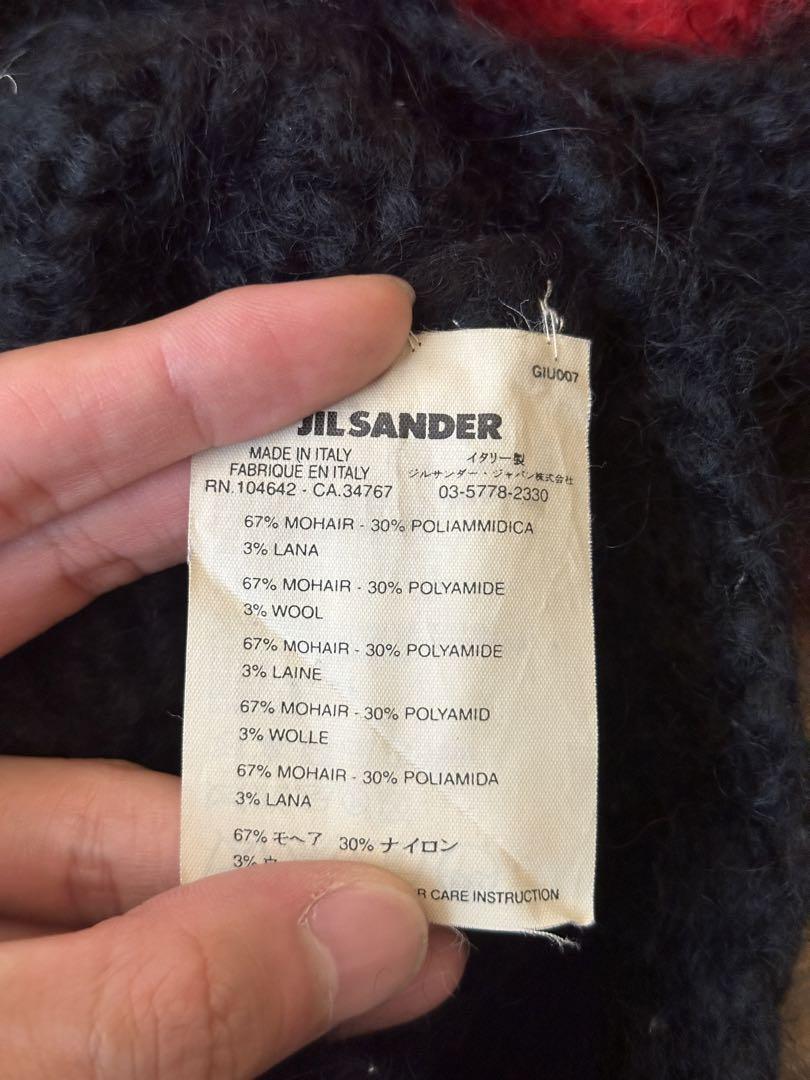 GIU007
JIL SANDER
MADE IN ITALY
FABRIQUE EN ITALY
RN.104642 - CA.34767
イタリー製
ジルサンダー・ジャパン株式会社
03-5778-2330
67% MOHAIR - 30% POLIAMMIDICA
3% LANA
67% MOHAIR - 30% POLYAMIDE
3% WOOL
67% MOHAIR - 30% POLYAMIDE
3% LAINE
67% MOHAIR - 30% POLYAMID
3% WOLLE
67% MOHAIR - 30% POLIAMIDA
3% LANA
67% モヘア 30% ナイロン
3%
CARE INSTRUCTION